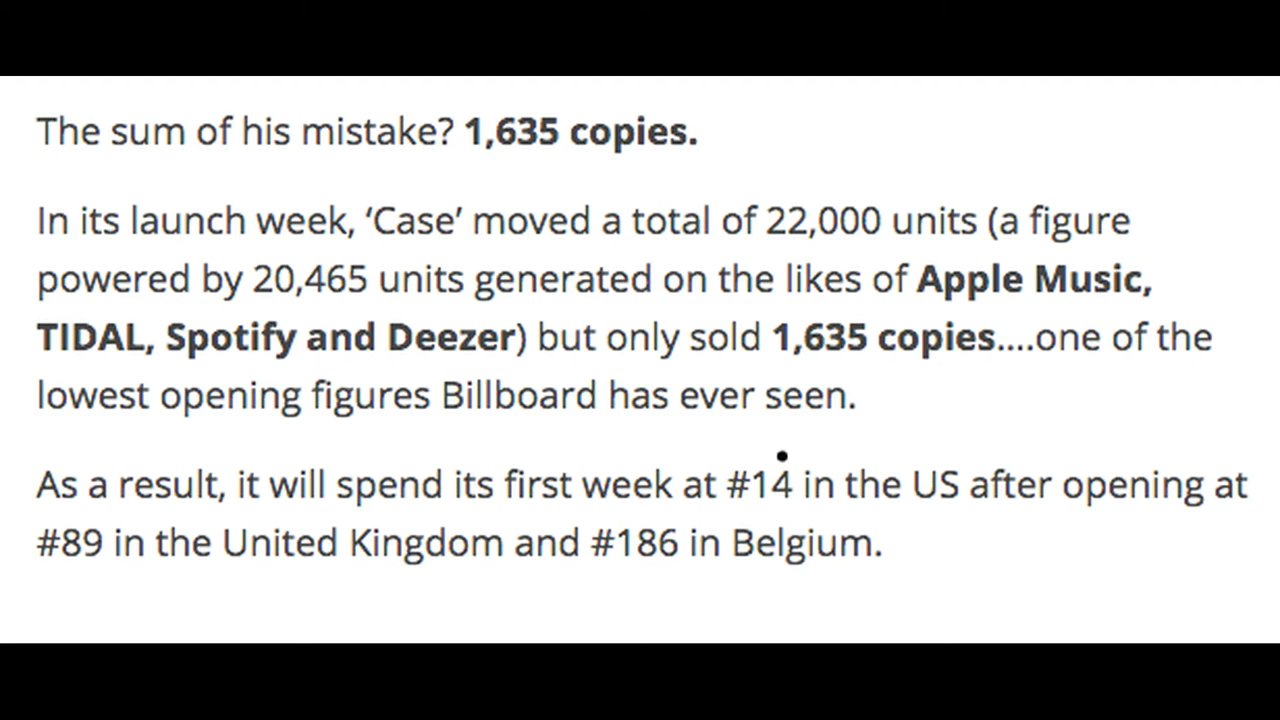 The sum of his mistake? 1,635 copies.
In its launch week, ‘Case’ moved a total of 22,000 units (a figure
powered by 20,465 units generated on the likes of Apple Music,
TIDAL, Spotify and Deezer) but only sold 1,635 copies....one of the
lowest opening figures Billboard has ever seen.
As a result, it will spend its first week at #14 in the US after opening at
#89 in the United Kingdom and #186 in Belgium.